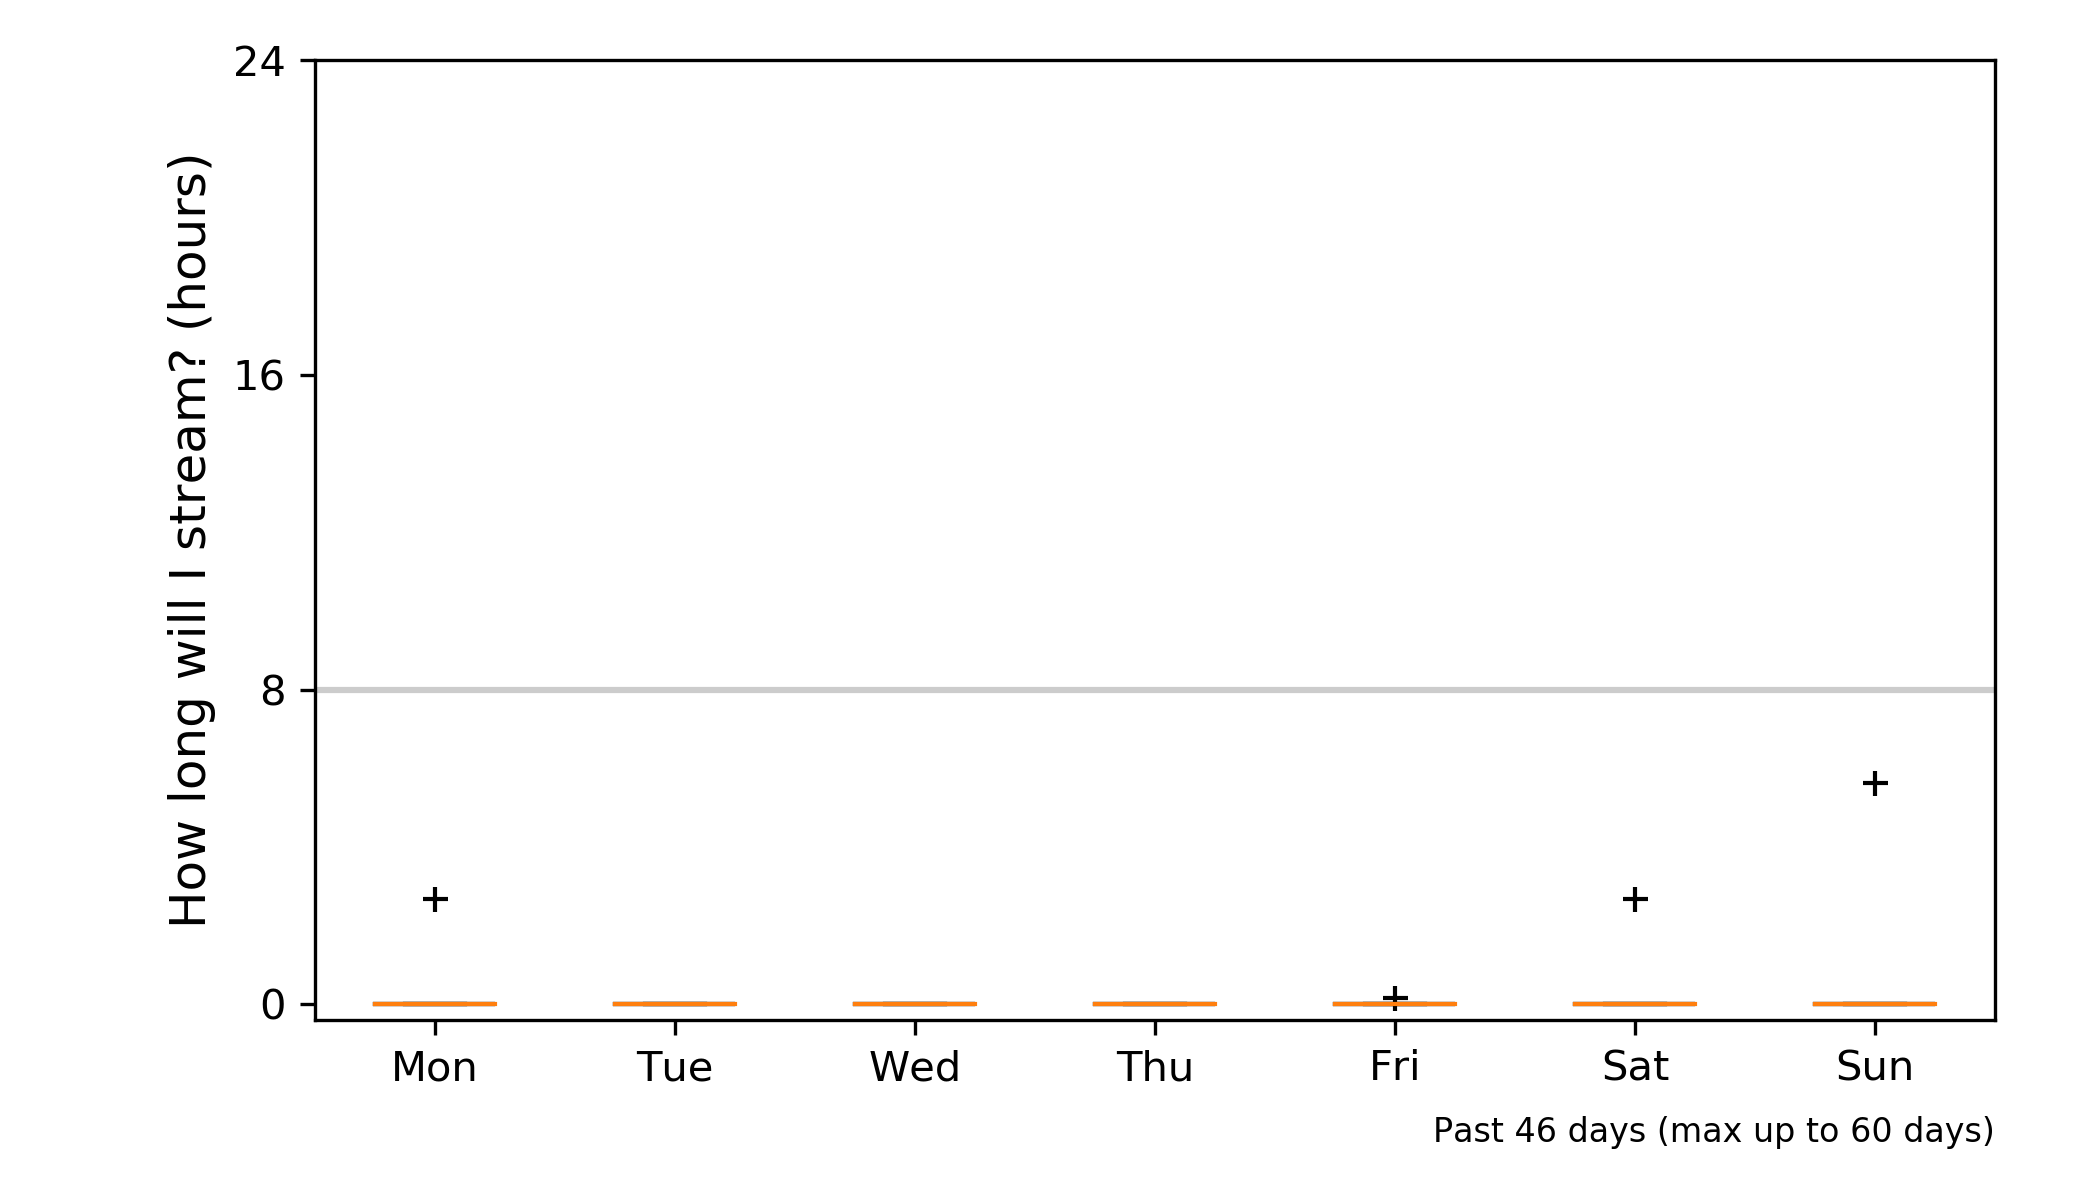 How long will I stream? (hours)
24
16
8
0
Mon Tue Wed Thu Fri Sat Sun
Past 46 days (max up to 60 days)